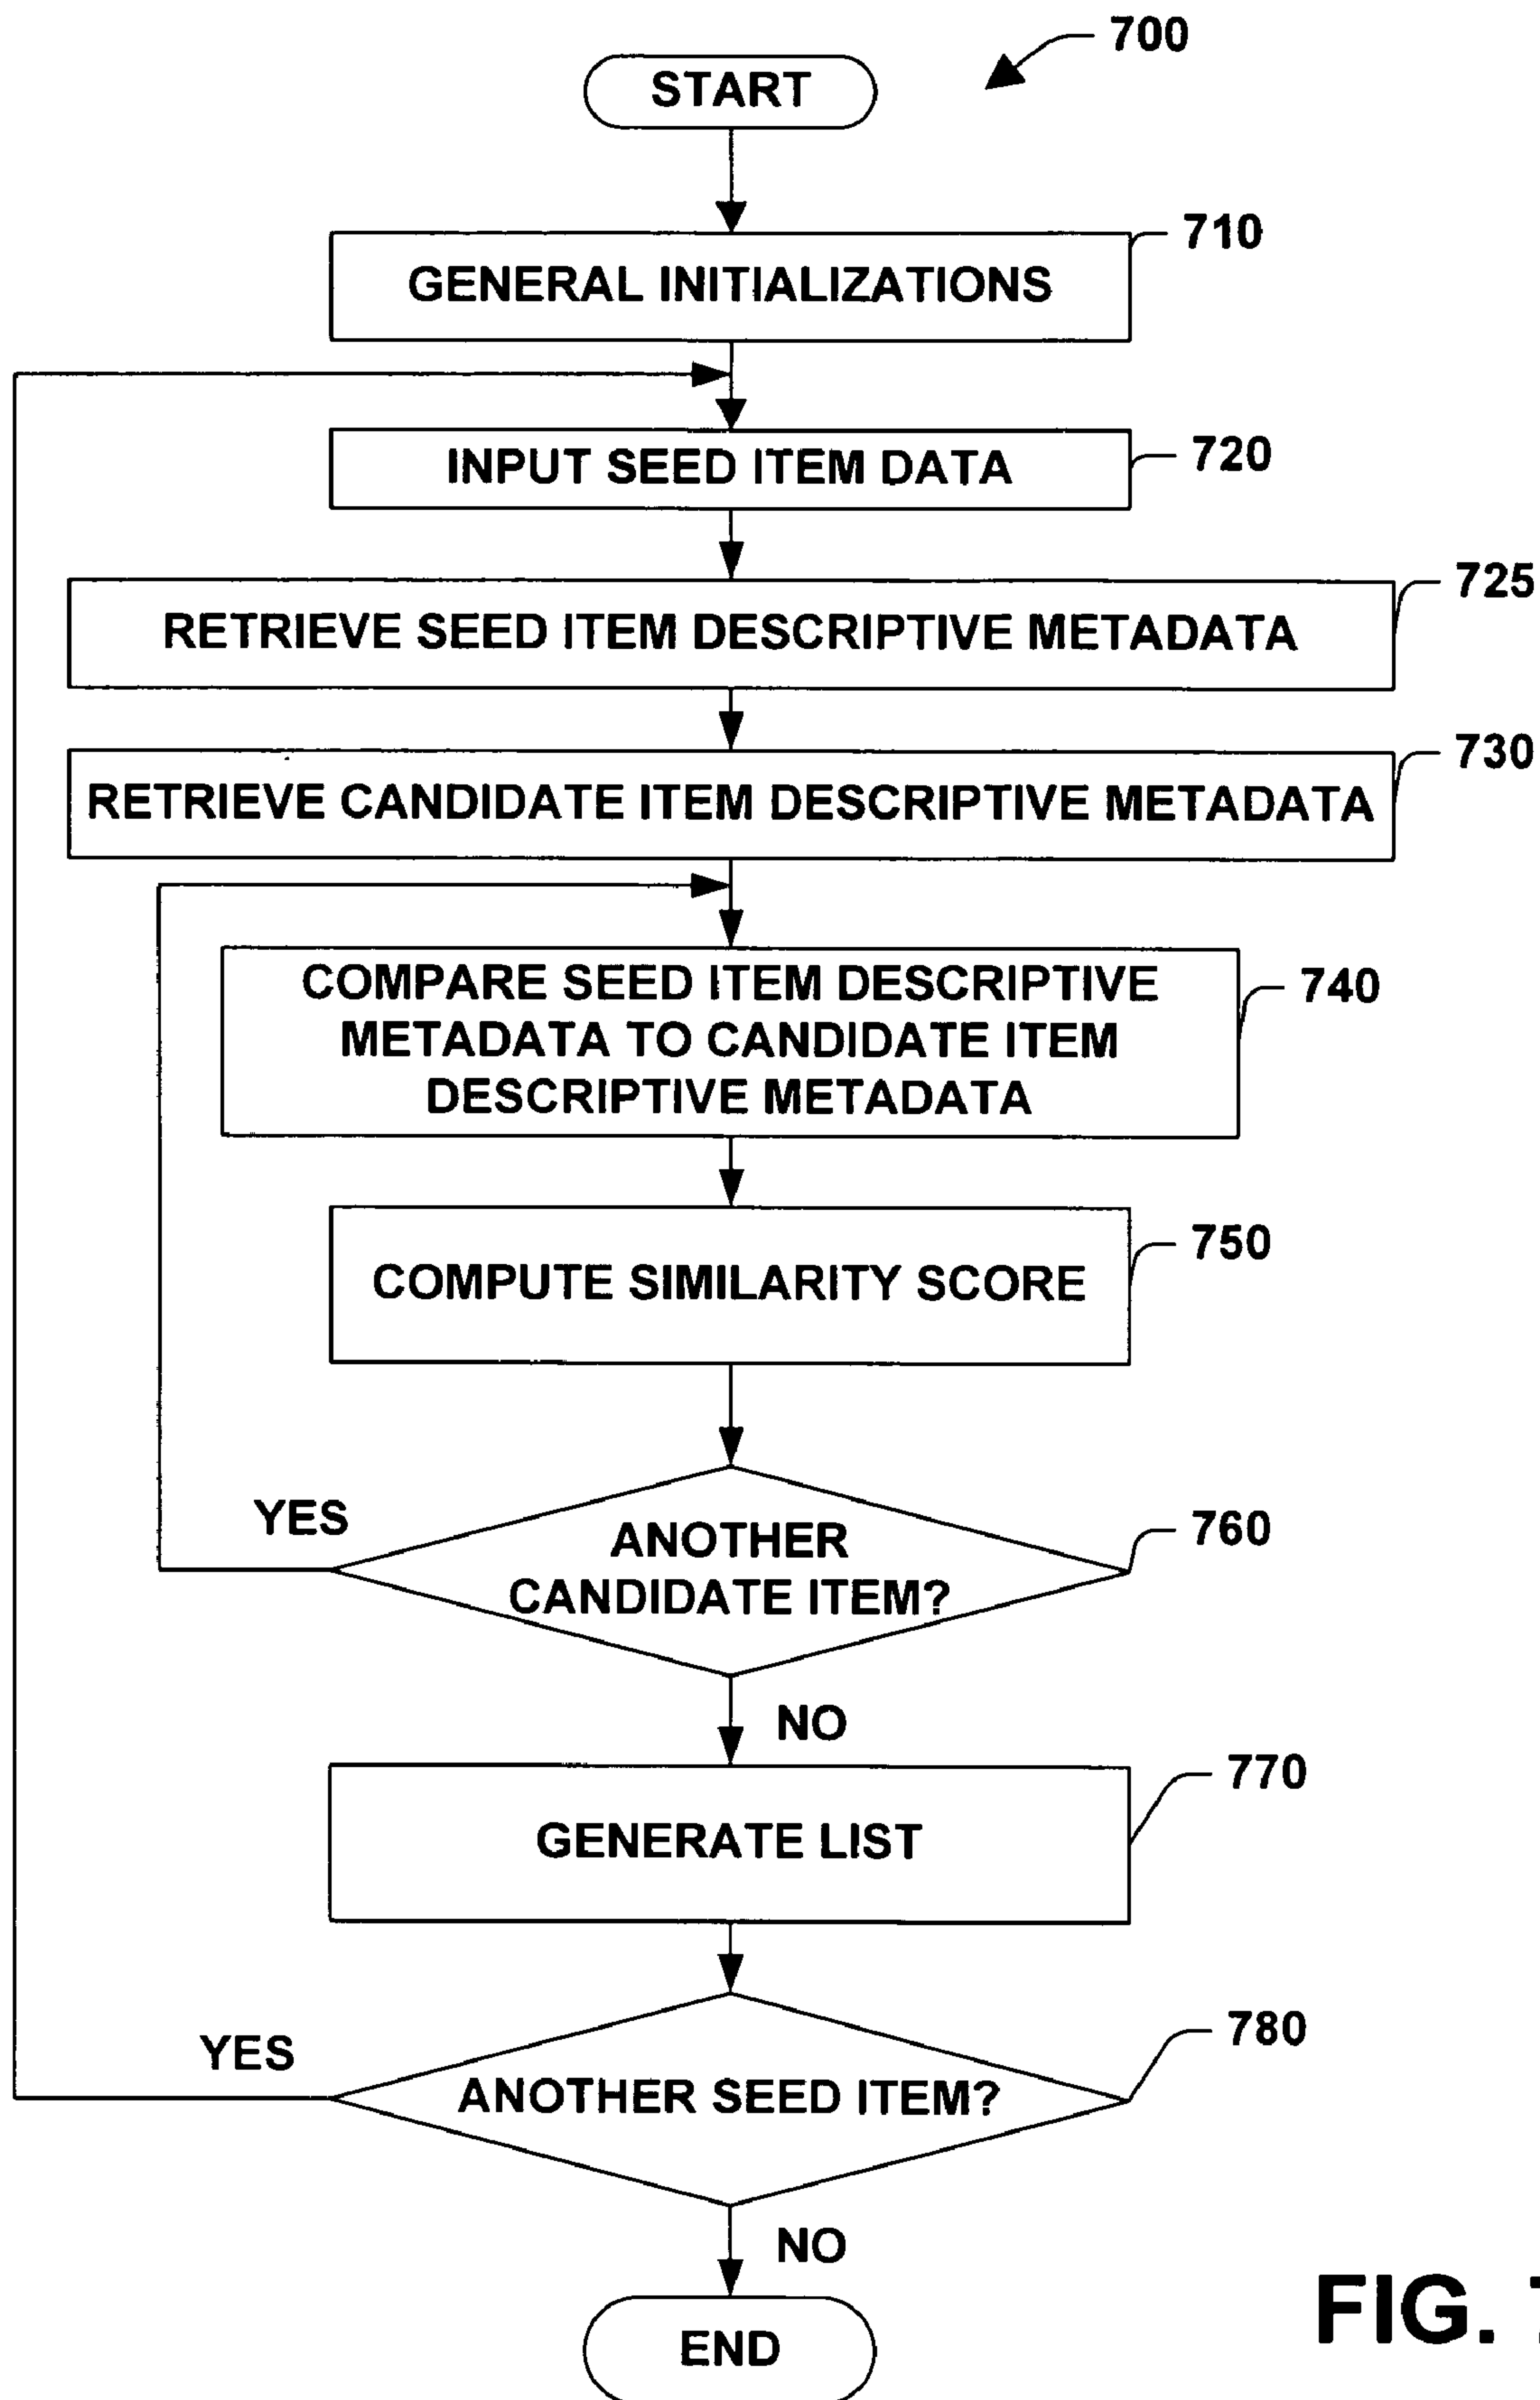 700
START
710
GENERAL INITIALIZATIONS
720
INPUT SEED ITEM DATA
725
RETRIEVE SEED ITEM DESCRIPTIVE METADATA
730
RETRIEVE CANDIDATE ITEM DESCRIPTIVE METADATA
740
COMPARE SEED ITEM DESCRIPTIVE
METADATA TO CANDIDATE ITEM
DESCRIPTIVE METADATA
750
COMPUTE SIMILARITY SCORE
YES
760
ANOTHER
CANDIDATE ITEM?
NO
770
GENERATE LIST
780
YES
ANOTHER SEED ITEM?
NO
FIG.
END